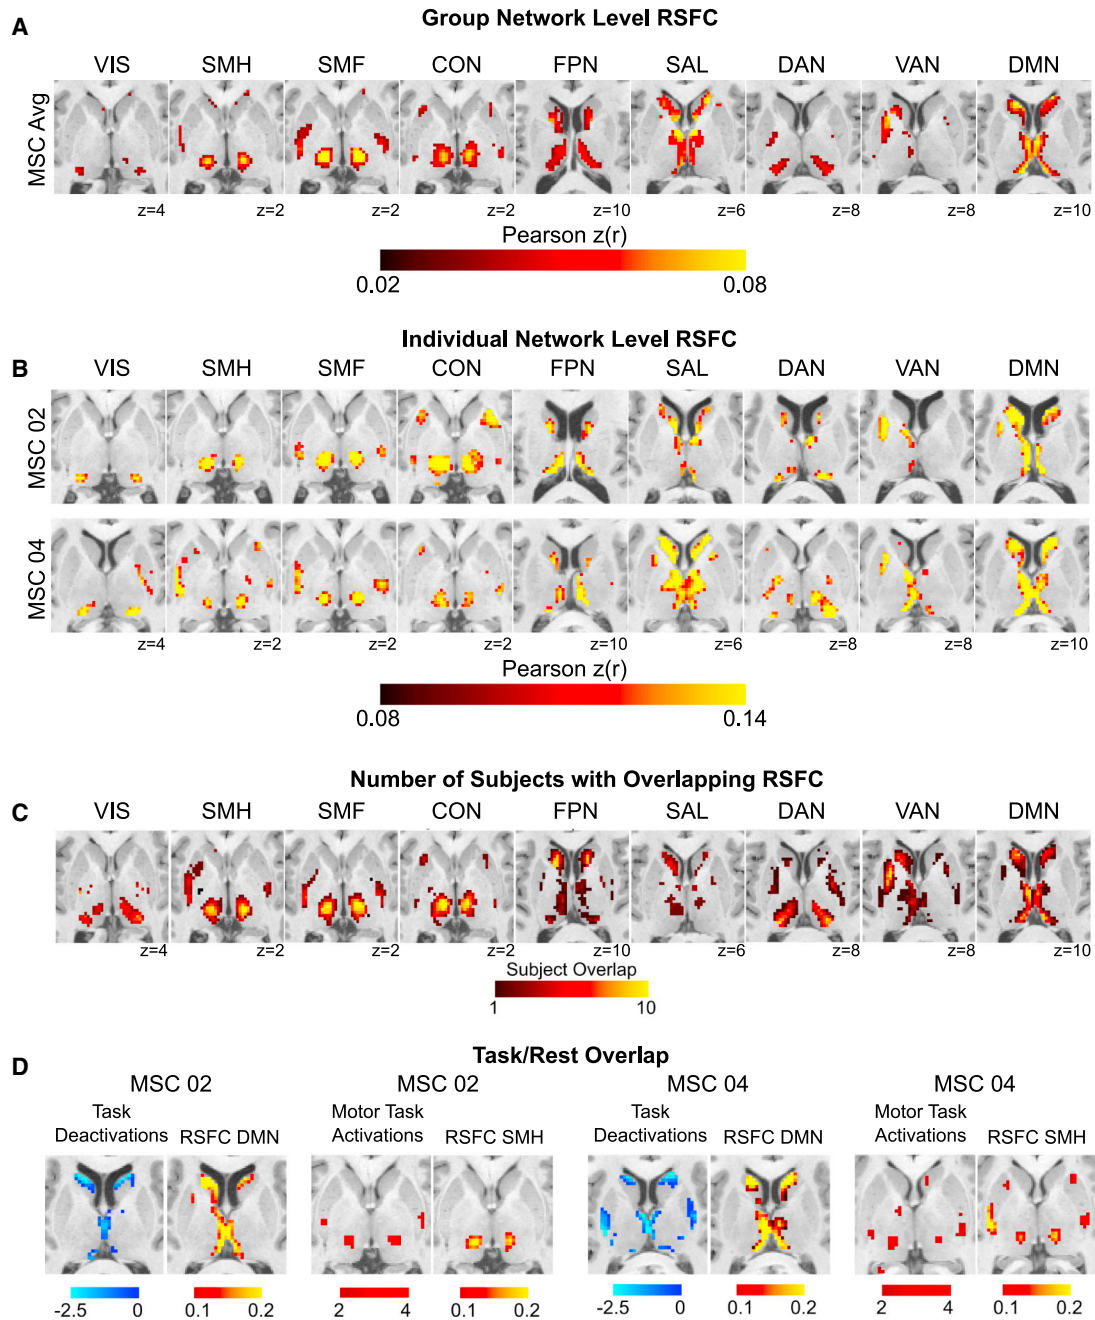 Group Network Level RSFC
A
VIS SMH SMF CON FPN SAL DAN VAN DMN
MSC Avg
z=4 z=2 z=2 z=2 z=10 z=6 z=8 z=8 z=10
Pearson z(r)
0.02 0.08
Individual Network Level RSFC
B
VIS SMH SMF CON FPN SAL DAN VAN DMN
MSC 02
MSC 04
z=4 z=2 z=2 z=2 z=10 z=6 z=8 z=8 z=10
Pearson z(r)
0.08 0.14
Number of Subjects with Overlapping RSFC
C
VIS SMH SMF CON FPN SAL DAN VAN DMN
z=4 z=2 z=2 z=2 z=10 z=6 z=8 z=8 z=10
Subject Overlap
1 10
Task/Rest Overlap
D
MSC 02 MSC 02 MSC 04 MSC 04
Task Motor Task Task Motor Task
Deactivations RSFC DMN Activations RSFC SMH Deactivations RSFC DMN Activations RSFC SMH
-2.5 0 0.1 0.2 2 4 0.1 0.2 -2.5 0 0.1 0.2 2 4 0.1 0.2